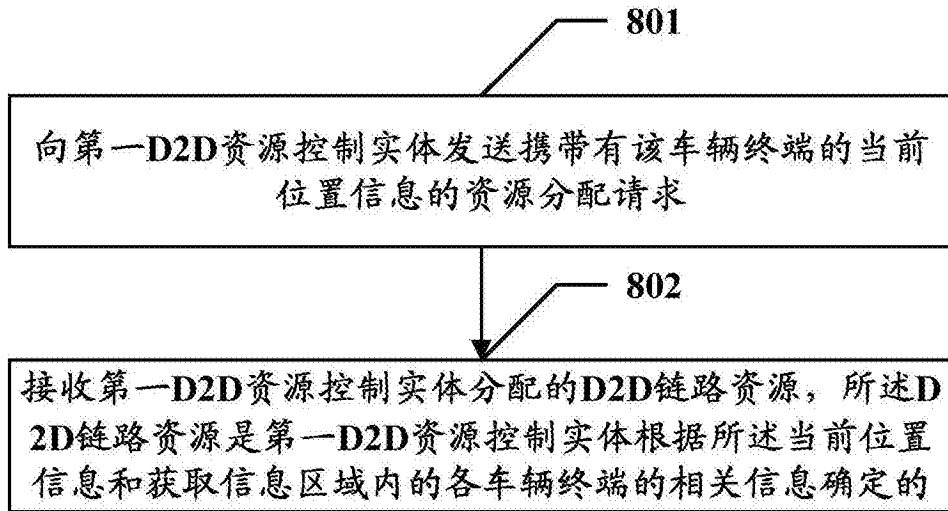 801
向第一D2D资源控制实体发送携带有该车辆终端的当前
位置信息的资源分配请求
802
接收第一D2D资源控制实体分配的D2D链路资源，所述D
2D链路资源是第一D2D资源控制实体根据所述当前位置
信息和获取信息区域内的各车辆终端的相关信息确定的